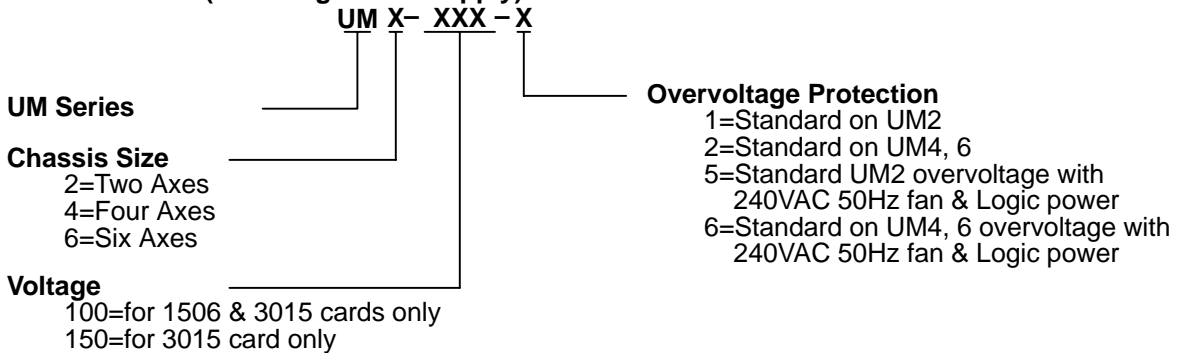 UM X– XXX – X
UM Series
Chassis Size
2=Two Axes
4=Four Axes
6=Six Axes
Voltage
100=for 1506 & 3015 cards only
150=for 3015 card only
Overvoltage Protection
1=Standard on UM2
2=Standard on UM4, 6
5=Standard UM2 overvoltage with
240VAC 50Hz fan & Logic power
6=Standard on UM4, 6 overvoltage with
240VAC 50Hz fan & Logic power